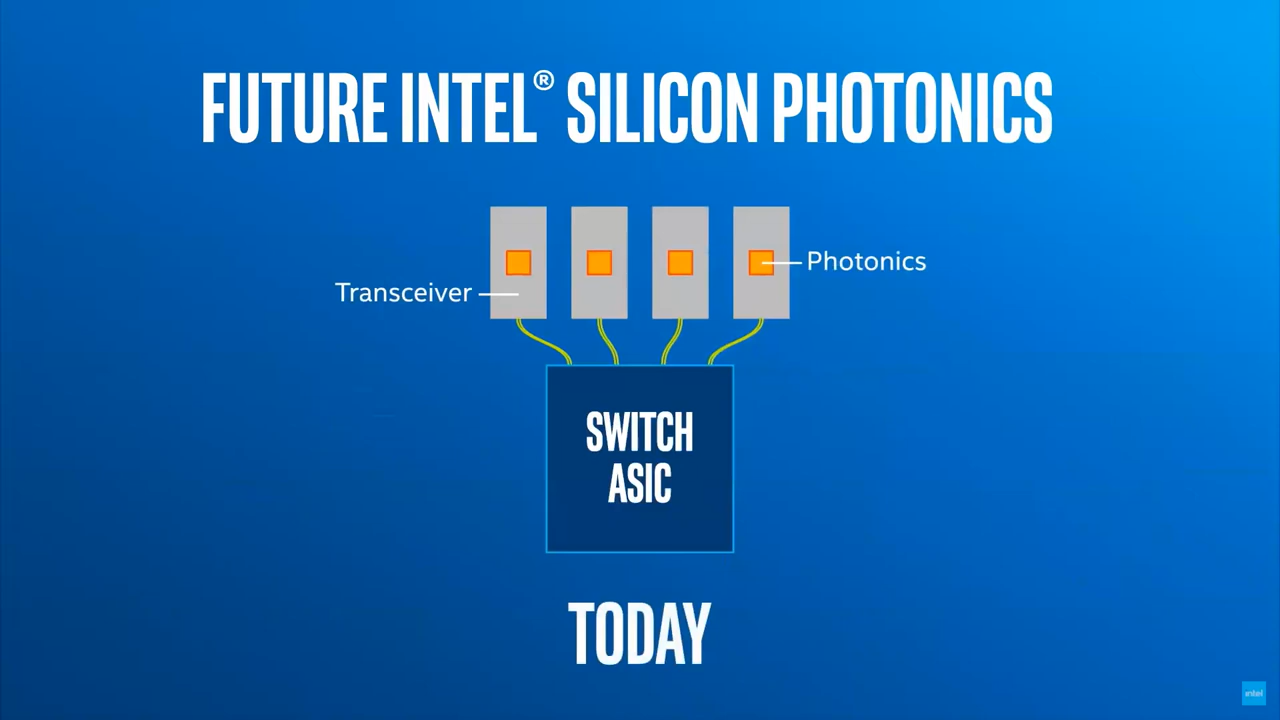 FUTURE INTEL® SILICON PHOTONICS
Photonics
Transceiver
SWITCH
ASIC
TODAY
intel